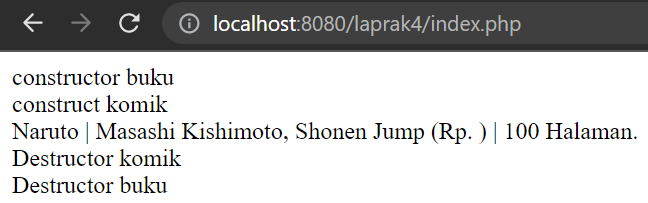 localhost:8080/laprak4/index.php
constructor buku
construct komik
Naruto | Masashi Kishimoto, Shonen Jump (Rp. ) | 100 Halaman.
Destructor komik
Destructor buku